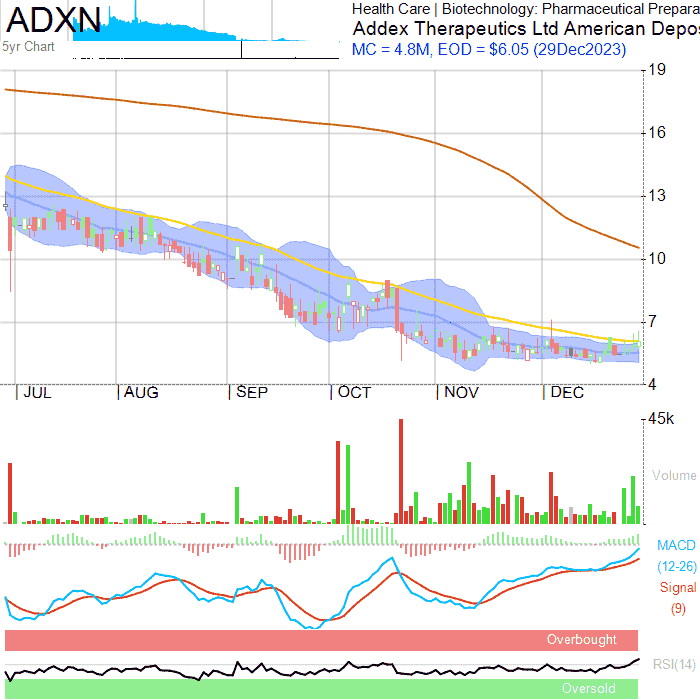 ADXN
5yr Chart
Health Care | Biotechnology: Pharmaceutical Prepara
Addex Therapeutics Ltd American Depos
MC = 4.8M, EOD = $6.05 (29Dec2023)
19
16
13
10
7
4
| JUL | AUG | SEP | OCT | NOV | DEC
45k
Volume
MACD
(12-26)
Signal
(9)
Overbought
RSI(14)
Oversold